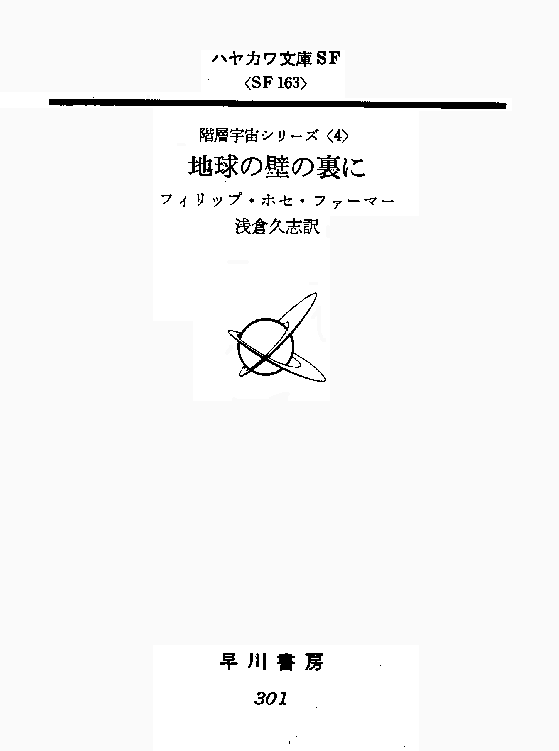 ハヤカワ文庫SF
〈SF 163〉
階層宇宙シリーズ〈4〉
地球の壁の裏に
フィリップ・ホセ・ファーマー
浅倉久志訳
早川書房
301